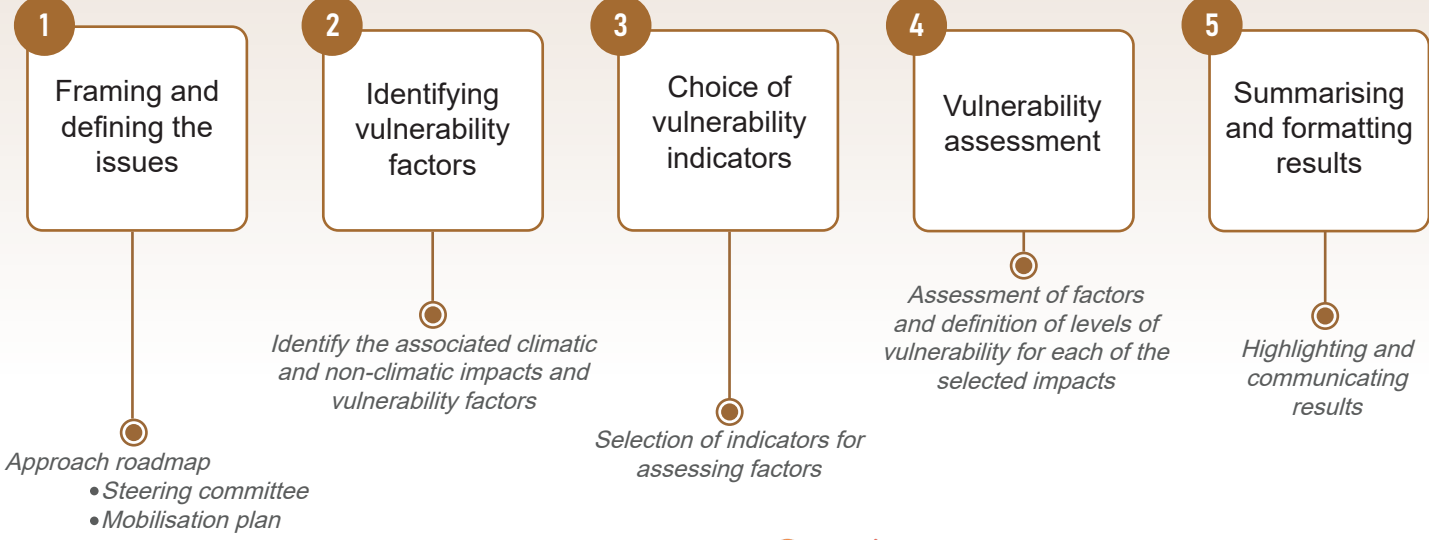 1
Framing and
defining the
issues
Approach roadmap
•Steering committee
•Mobilisation plan
2
Identifying
vulnerability
factors
Identify the associated climatic
and non-climatic impacts and
vulnerability factors
3
Choice of
vulnerability
indicators
Selection of indicators for
assessing factors
4
Vulnerability
assessment
Assessment of factors
and definition of levels of
vulnerability for each of the
selected impacts
5
Summarising
and formatting
results
Highlighting and
communicating
results